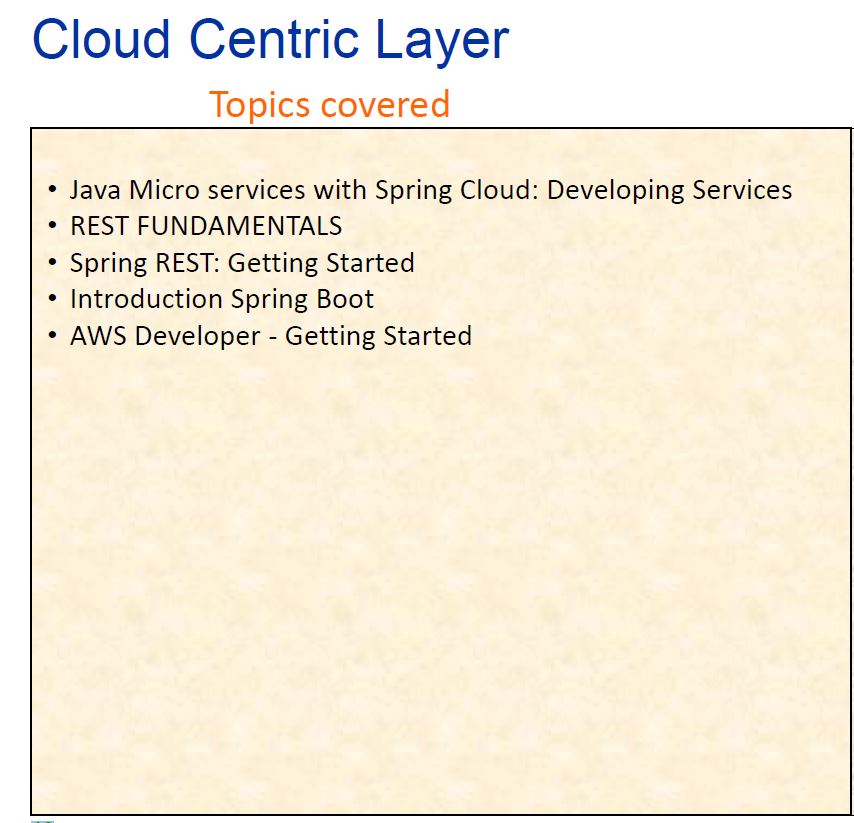 Cloud Centric Layer
Topics covered
• Java Micro services with Spring Cloud: Developing Services
• REST FUNDAMENTALS
• Spring REST: Getting Started
• Introduction Spring Boot
• AWS Developer - Getting Started